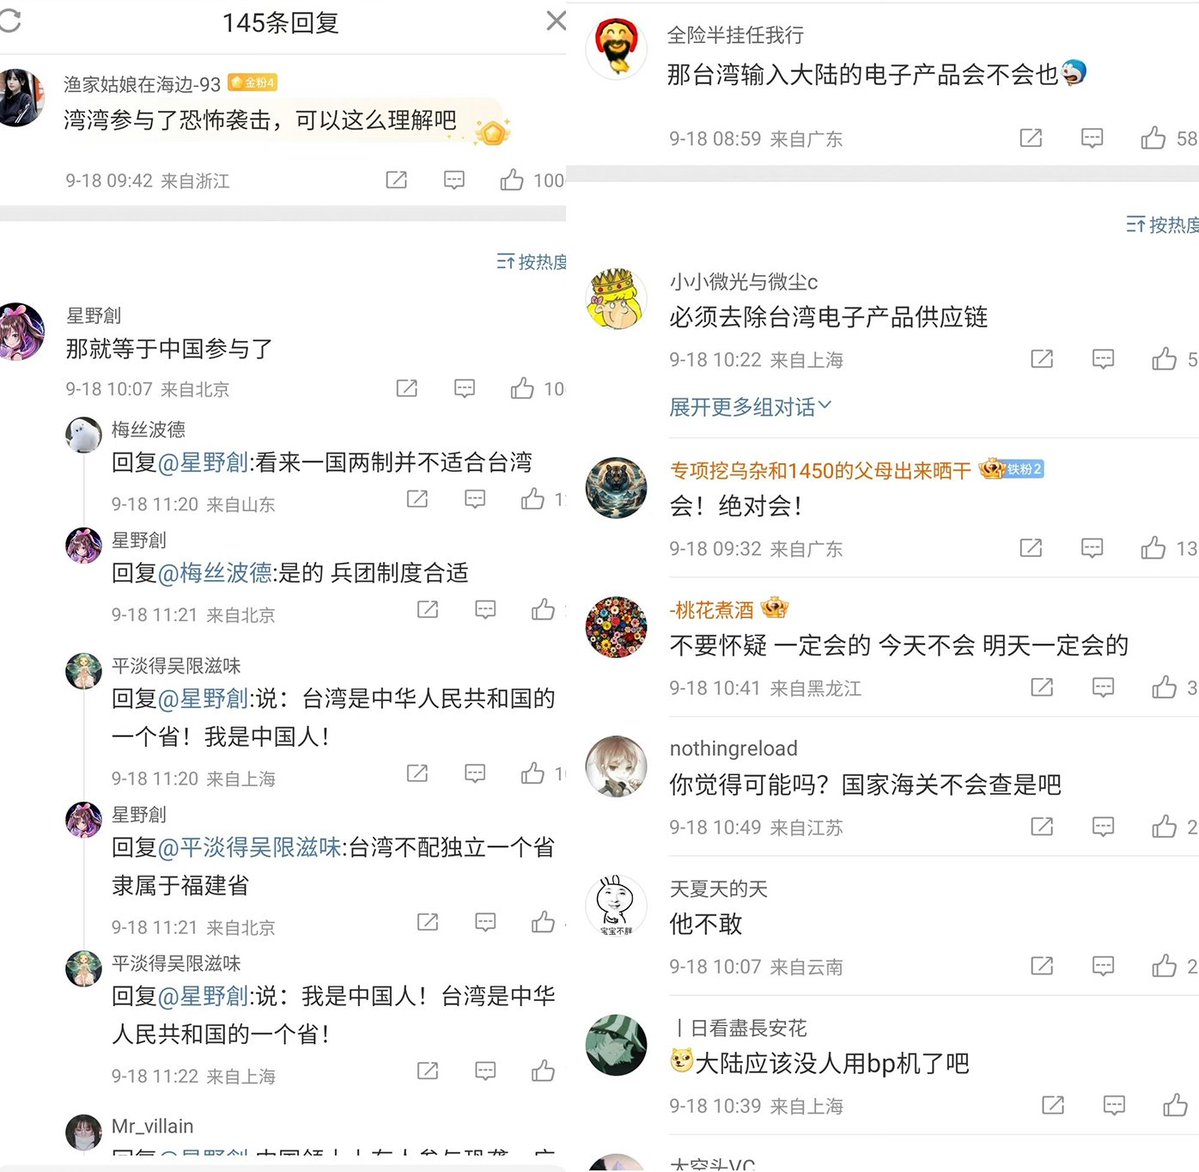 145条回复
渔家姑娘在海边-93 金粉4
湾湾参与了恐怖袭击，可以这么理解吧
9-18 09:42 来自浙江 100
按热度
星野創
那就等于中国参与了
9-18 10:07 来自北京 10
梅丝波德
回复@星野創:看来一国两制并不适合台湾
9-18 11:20 来自山东
星野創
回复@梅丝波德:是的 兵团制度合适
9-18 11:21 来自北京
平淡得吴限滋味
回复@星野創:说：台湾是中华人民共和国的
一个省！我是中国人！
9-18 11:20 来自上海
星野創
回复@平淡得吴限滋味:台湾不配独立一个省
隶属于福建省
9-18 11:21 来自北京
平淡得吴限滋味
回复@星野創:说：我是中国人！台湾是中华
人民共和国的一个省！
9-18 11:22 来自上海
Mr_villain
全险半挂任我行
那台湾输入大陆的电子产品会不会也
9-18 08:59 来自广东 58
按热度
小小微光与微尘c
必须去除台湾电子产品供应链
9-18 10:22 来自上海 5
展开更多组对话
专项挖乌杂和1450的父母出来晒干 铁粉2
会！绝对会！
9-18 09:32 来自广东 13
-桃花煮酒
不要怀疑 一定会的 今天不会 明天一定会的
9-18 10:41 来自黑龙江 3
nothingreload
你觉得可能吗？国家海关不会查是吧
9-18 10:49 来自江苏 2
宝宝不胖
天夏天的天
他不敢
9-18 10:07 来自云南 2
丨日看盡長安花
大陆应该没人用bp机了吧
9-18 10:39 来自上海
太空头VC